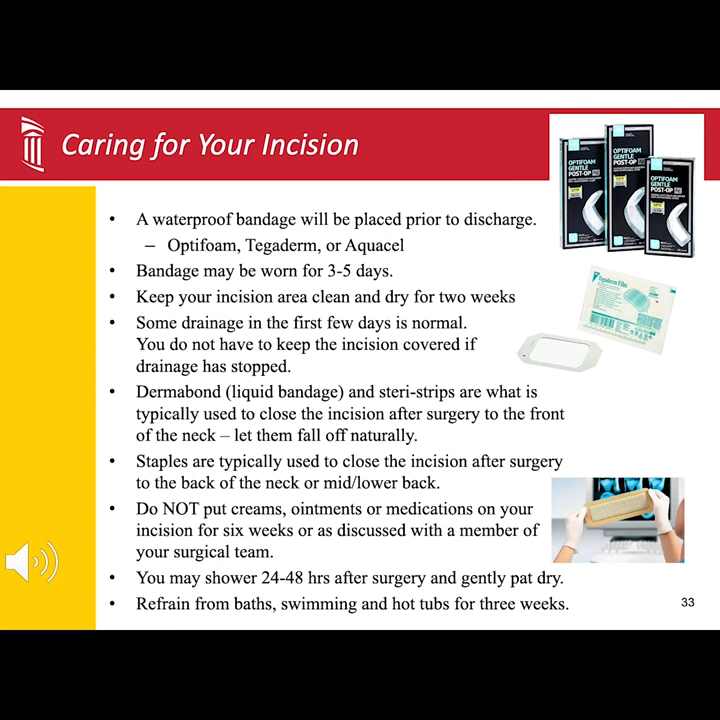 Caring for Your Incision
OPTIFOAM
GENTLE
POST-OP
OPTIFOAM
GENTLE
POST-OP
OPTIFOAM
GENTLE
POST-OP
• A waterproof bandage will be placed prior to discharge.
– Optifoam, Tegaderm, or Aquacel
• Bandage may be worn for 3-5 days.
• Keep your incision area clean and dry for two weeks
Tegaderm Film
• Some drainage in the first few days is normal.
You do not have to keep the incision covered if
drainage has stopped.
• Dermabond (liquid bandage) and steri-strips are what is
typically used to close the incision after surgery to the front
of the neck – let them fall off naturally.
• Staples are typically used to close the incision after surgery
to the back of the neck or mid/lower back.
• Do NOT put creams, ointments or medications on your
incision for six weeks or as discussed with a member of
your surgical team.
• You may shower 24-48 hrs after surgery and gently pat dry.
• Refrain from baths, swimming and hot tubs for three weeks.
33